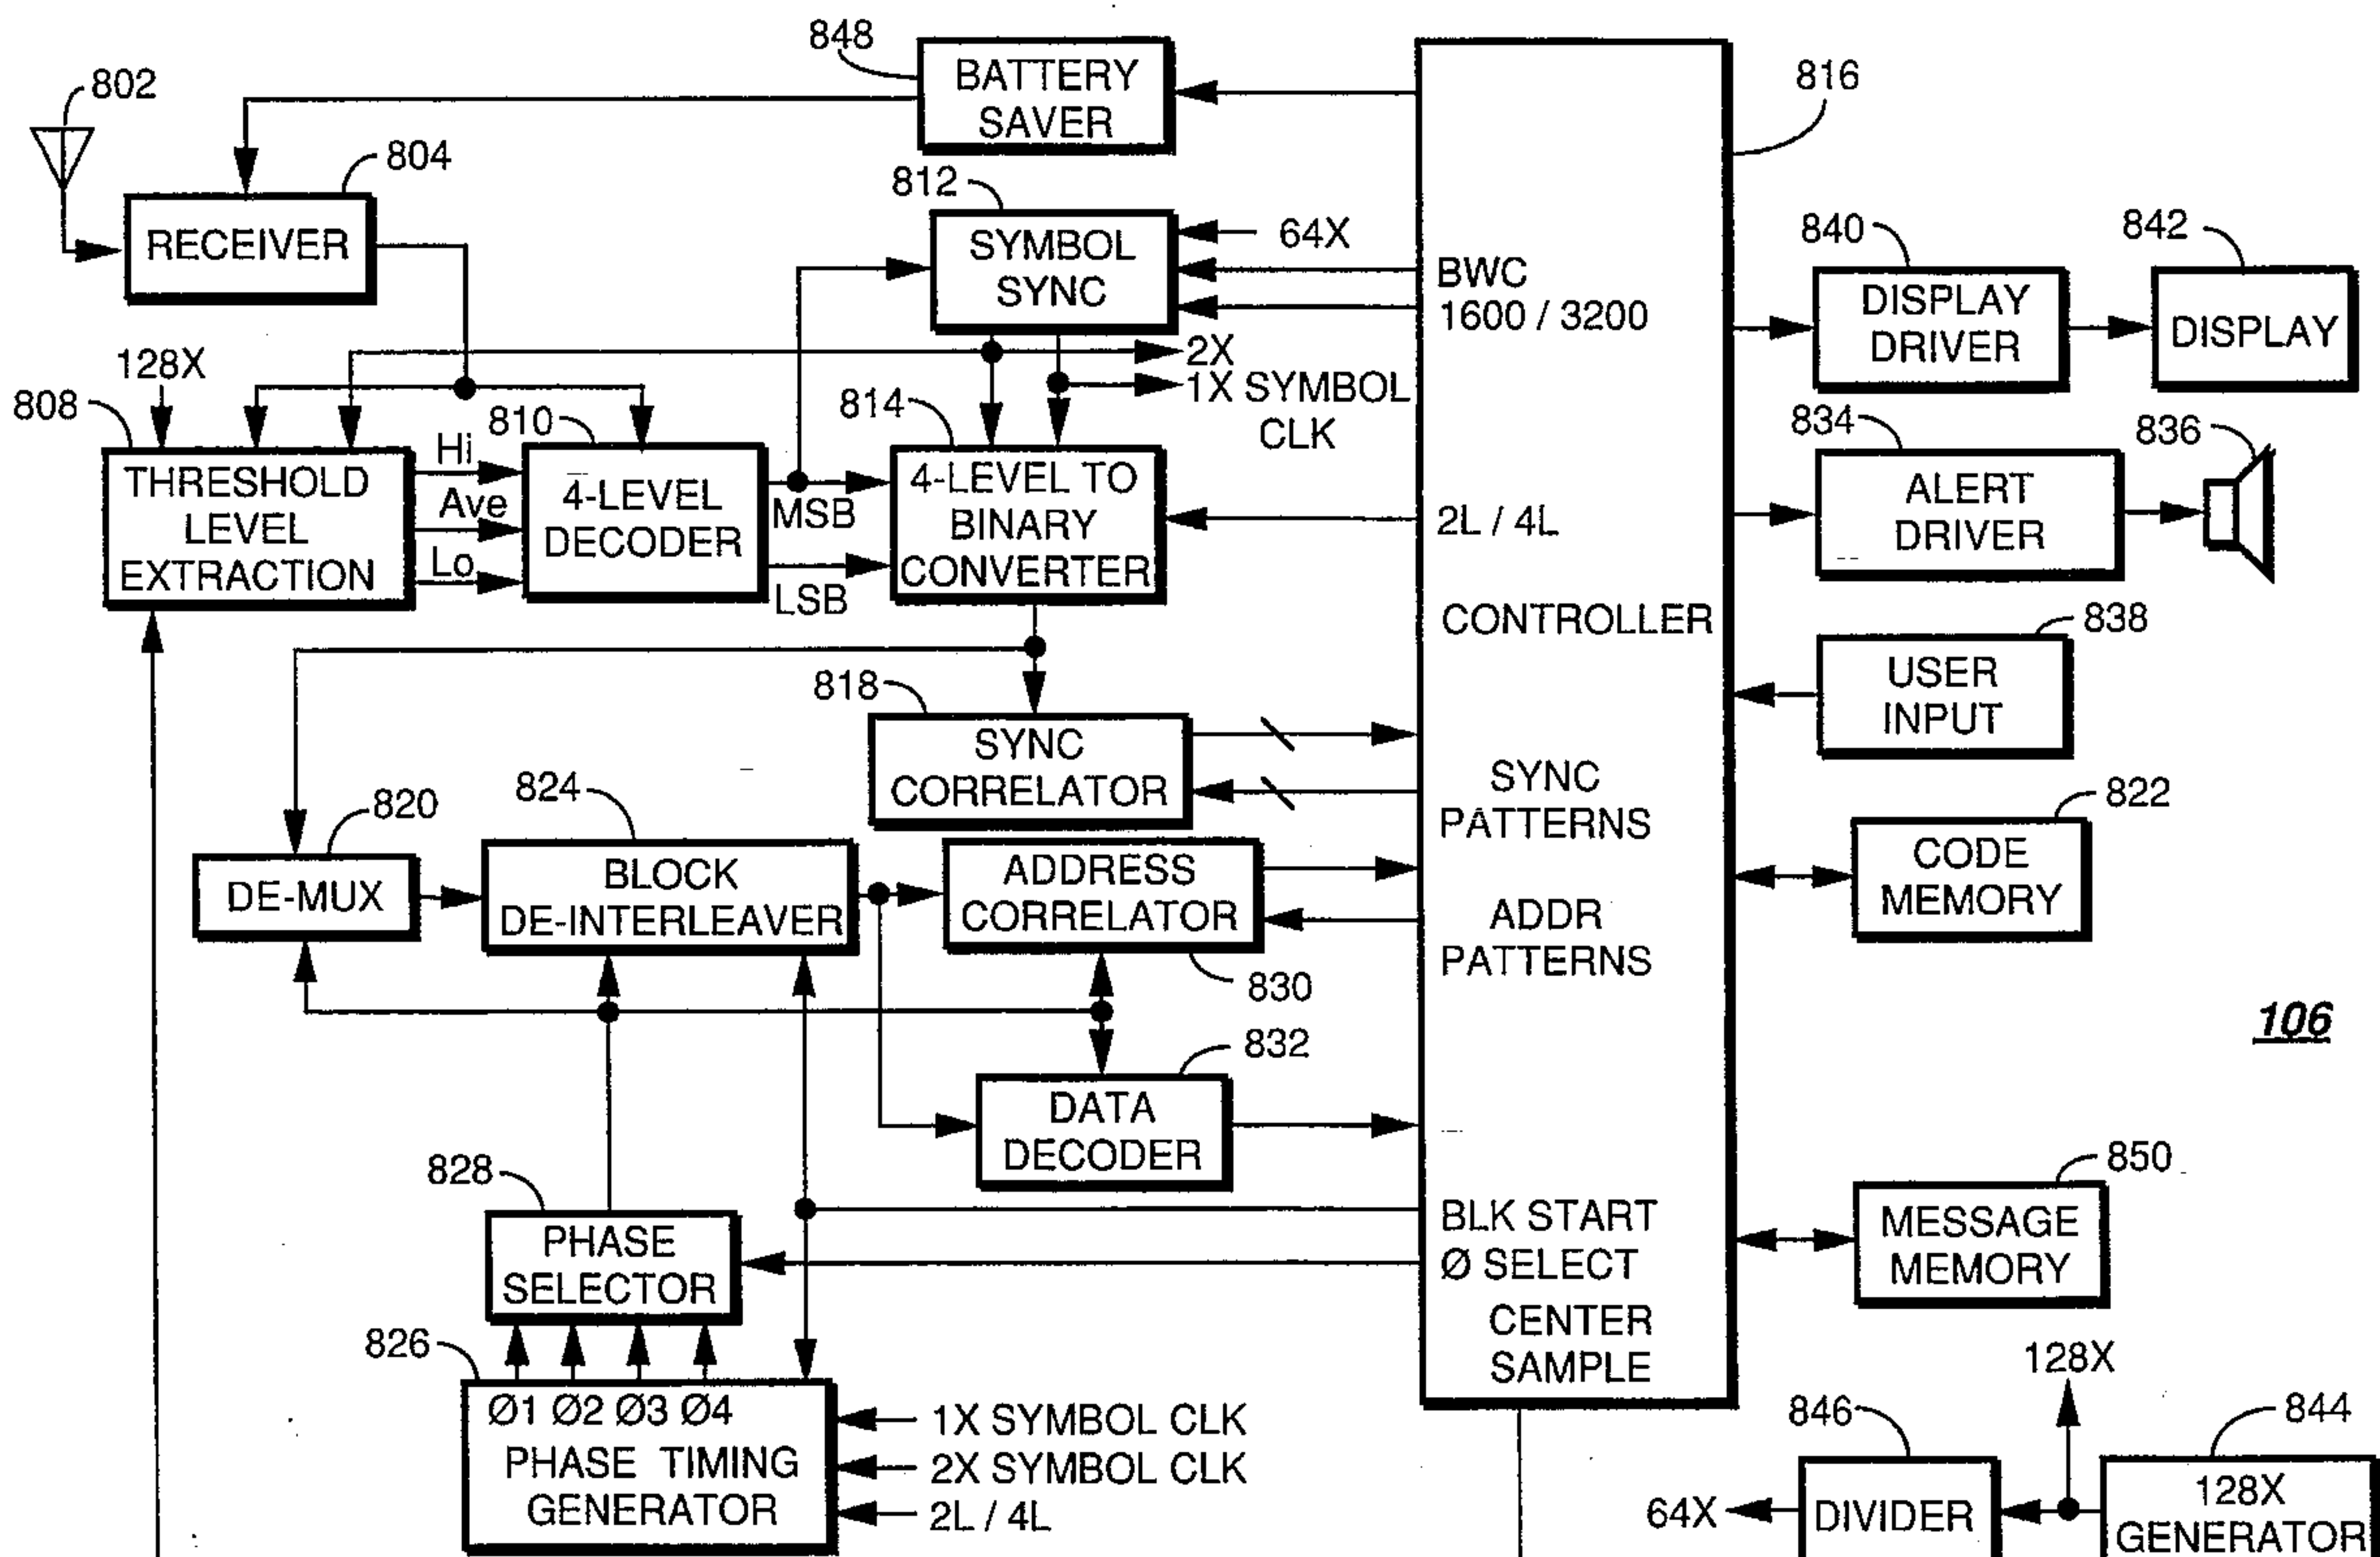 848
BATTERY
SAVER
802
804
RECEIVER
812
SYMBOL
SYNC
64X
816
BWC
1600 / 3200
2X
1X SYMBOL
CLK
840
DISPLAY
DRIVER
842
DISPLAY
128X
808
THRESHOLD
LEVEL
EXTRACTION
Hi
Ave
Lo
810
4-LEVEL
DECODER
MSB
LSB
814
4-LEVEL TO
BINARY
CONVERTER
2L / 4L
CONTROLLER
834
ALERT
DRIVER
836
838
USER
INPUT
818
SYNC
CORRELATOR
SYNC
PATTERNS
822
CODE
MEMORY
820
DE-MUX
824
BLOCK
DE-INTERLEAVER
ADDRESS
CORRELATOR
830
ADDR
PATTERNS
106
832
DATA
DECODER
828
PHASE
SELECTOR
BLK START
Ø SELECT
CENTER
SAMPLE
850
MESSAGE
MEMORY
826
Ø1 Ø2 Ø3 Ø4
PHASE TIMING
GENERATOR
1X SYMBOL CLK
2X SYMBOL CLK
2L / 4L
128X
846
DIVIDER
64X
844
128X
GENERATOR